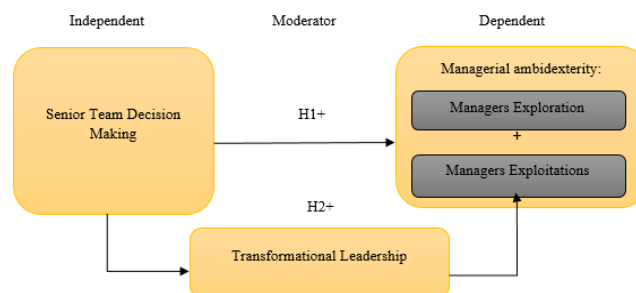 Independent
Moderator
Dependent
Managerial ambidexterity:
Senior Team Decision
Making
H1+
Managers Exploration
+
Managers Exploitations
H2+
Transformational Leadership